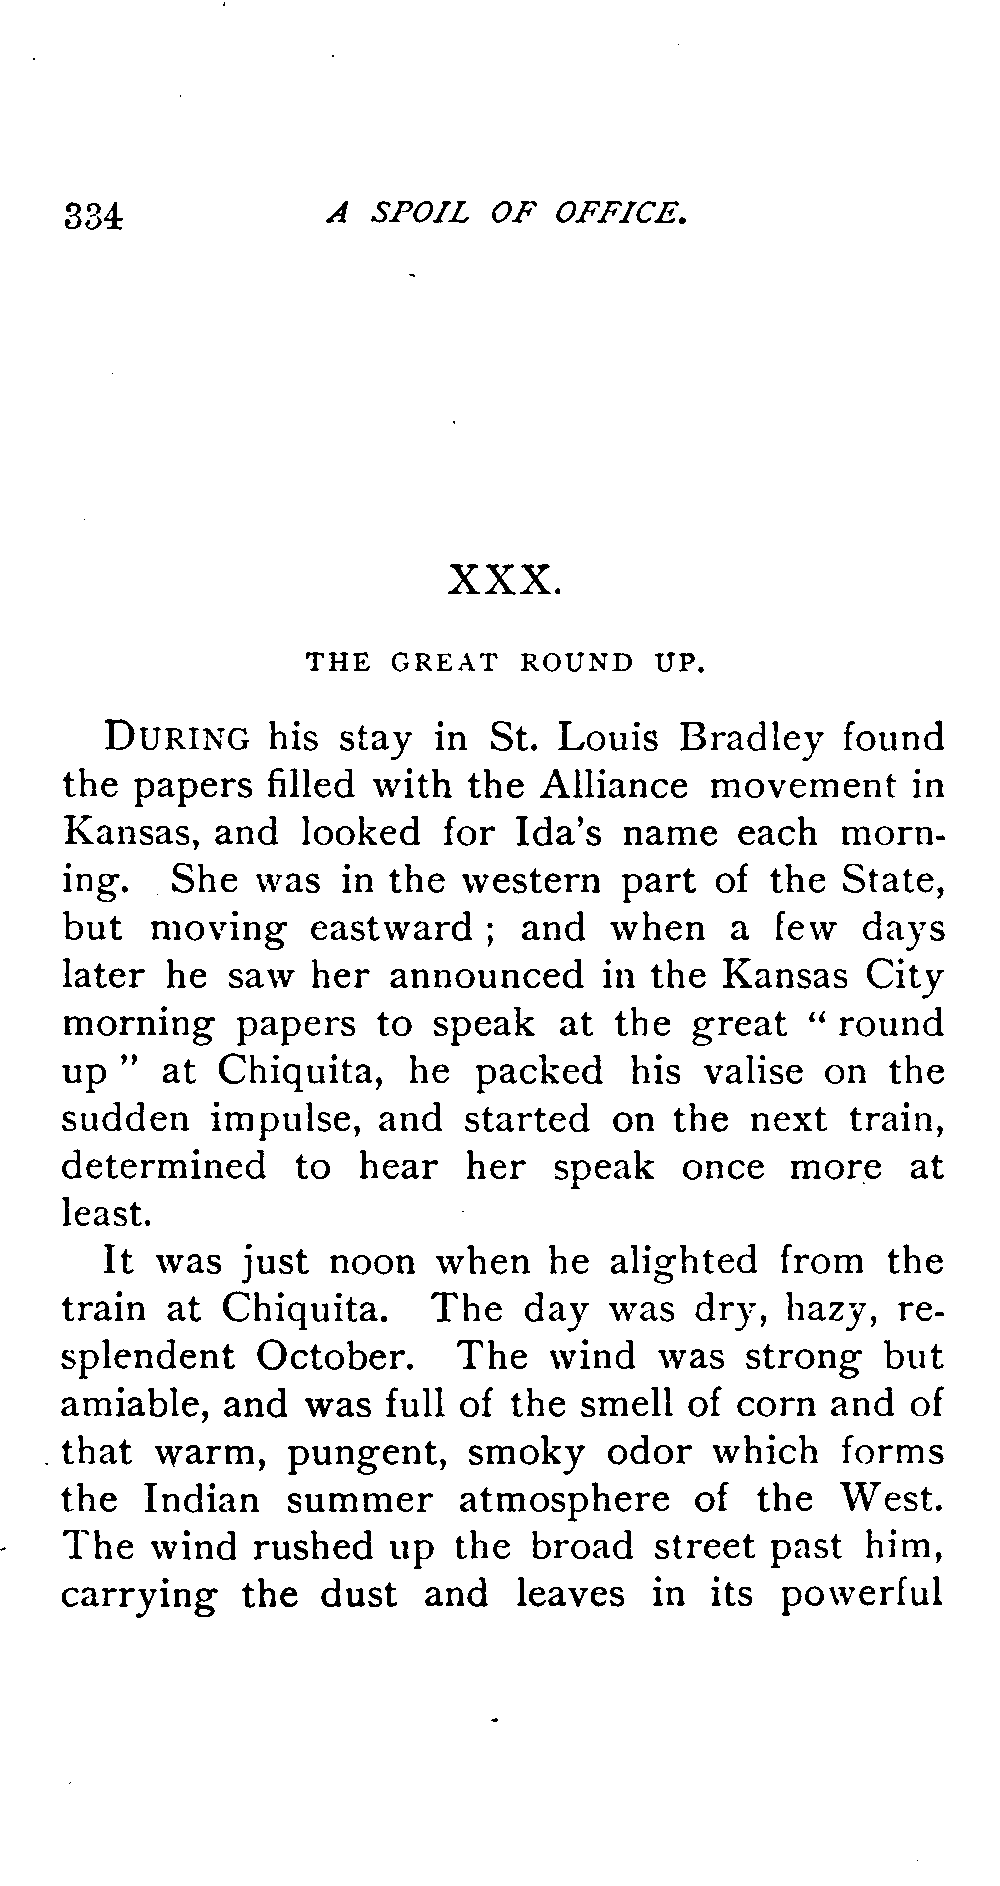 334 A SPOIL OF OFFICE.
XXX.
THE GREAT ROUND UP.
DURING his stay in St. Louis Bradley found
the papers filled with the Alliance movement in
Kansas, and looked for Ida's name each morn-
ing. She was in the western part of the State,
but moving eastward ; and when a few days
later he saw her announced in the Kansas City
morning papers to speak at the great “ round
up ” at Chiquita, he packed his valise on the
sudden impulse, and started on the next train,
determined to hear her speak once more at
least.
It was just noon when he alighted from the
train at Chiquita. The day was dry, hazy, re-
splendent October. The wind was strong but
amiable, and was full of the smell of corn and of
that warm, pungent, smoky odor which forms
the Indian summer atmosphere of the West.
The wind rushed up the broad street past him,
carrying the dust and leaves in its powerful